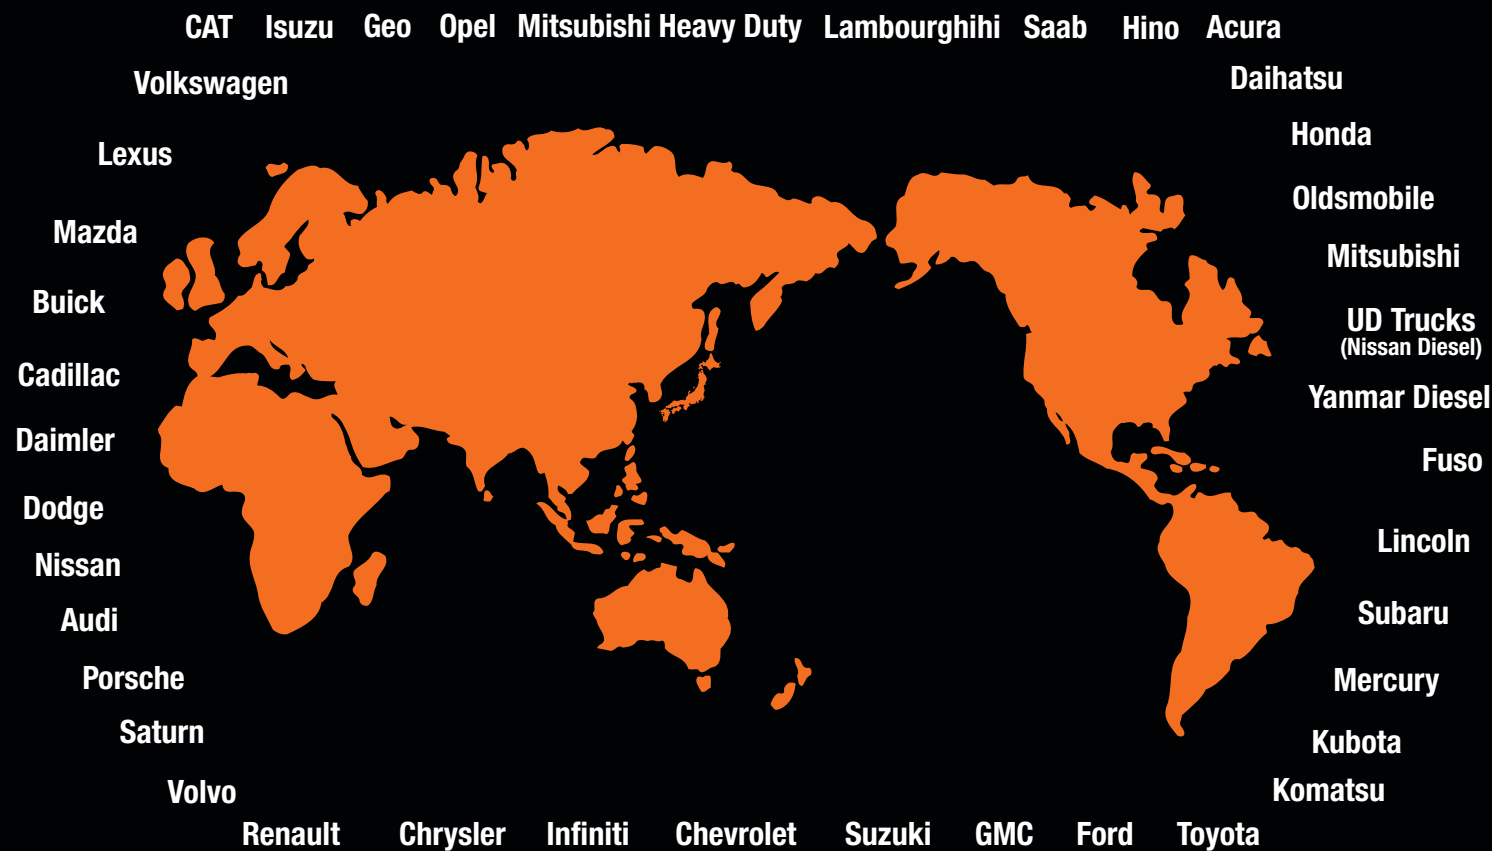 CAT Isuzu Geo Opel Mitsubishi Heavy Duty Lambourghihi Saab Hino Acura
Volkswagen
Daihatsu
Honda
Lexus
Oldsmobile
Mazda
Mitsubishi
Buick
UD Trucks
(Nissan Diesel)
Cadillac
Yanmar Diesel
Daimler
Fuso
Dodge
Lincoln
Nissan
Subaru
Audi
Porsche
Mercury
Saturn
Kubota
Volvo
Komatsu
Renault Chrysler Infiniti Chevrolet Suzuki GMC Ford Toyota